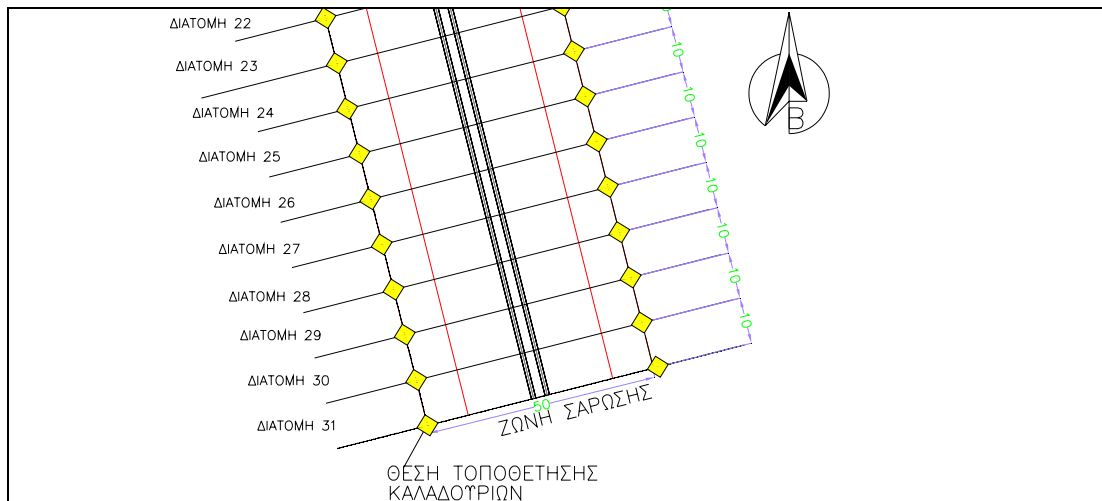 ΔΙΑΤΟΜΗ 22
ΔΙΑΤΟΜΗ 23
ΔΙΑΤΟΜΗ 24
ΔΙΑΤΟΜΗ 25
ΔΙΑΤΟΜΗ 26
ΔΙΑΤΟΜΗ 27
ΔΙΑΤΟΜΗ 28
ΔΙΑΤΟΜΗ 29
ΔΙΑΤΟΜΗ 30
ΔΙΑΤΟΜΗ 31
10
10
10
10
10
10
10
Β
50
ΖΩΝΗ ΣΑΡΩΣΗΣ
ΘΕΣΗ ΤΟΠΟΘΕΤΗΣΗΣ
ΚΑΛΑΔΟΥΡΙΩΝ